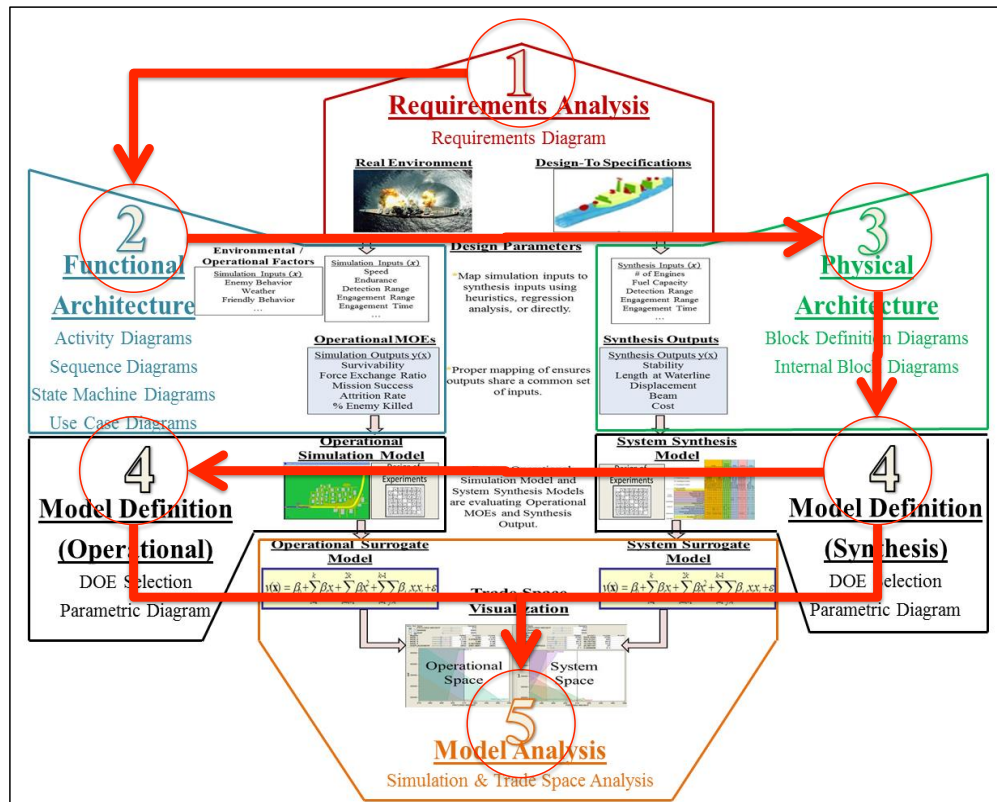 1
Requirements Analysis
Requirements Diagram
Real Environment
Design-To Specifications
2
Functional
Architecture
Activity Diagrams
Sequence Diagrams
State Machine Diagrams
Use Case Diagrams
Environmental /
Operational Factors
Simulation Inputs (x)
Enemy Behavior
Weather
Friendly Behavior
…
Simulation Inputs (x)
Speed
Endurance
Detection Range
Engagement Range
Engagement Time
…
Operational MOEs
Simulation Outputs y(x)
Survivability
Force Exchange Ratio
Mission Success
Attrition Rate
% Enemy Killed
Design Parameters
Map simulation inputs to
synthesis inputs using
heuristics, regression
analysis, or directly.
Proper mapping of ensures
outputs share a common set
of inputs.
Synthesis Inputs (x)
# of Engines
Fuel Capacity
Detection Range
Engagement Range
Engagement Time
…
Synthesis Outputs
Synthesis Outputs y(x)
Stability
Length at Waterline
Displacement
Beam
Cost
3
Physical
Architecture
Block Definition Diagrams
Internal Block Diagrams
4
Model Definition
(Operational)
DOE Selection
Parametric Diagram
Operational
Simulation Model
Experiments
Simulation Model and
System Synthesis Models
are evaluating Operational
MOEs and Synthesis
Output.
System Synthesis
Model
Experiments
4
Model Definition
(Synthesis)
DOE Selection
Parametric Diagram
Operational Surrogate
Model
System Surrogate
Model
Trade Space
Visualization
Operational
Space
System
Space
5
Model Analysis
Simulation & Trade Space Analysis